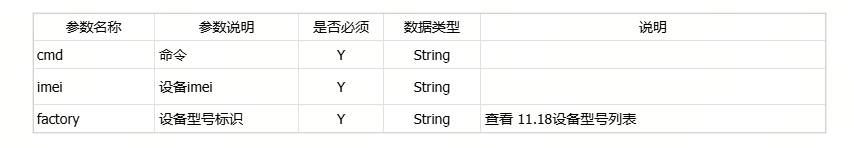 参数名称 参数说明 是否必须 数据类型 说明
cmd 命令 Y String
imei 设备imei Y String
factory 设备型号标识 Y String 查看 11.18设备型号列表